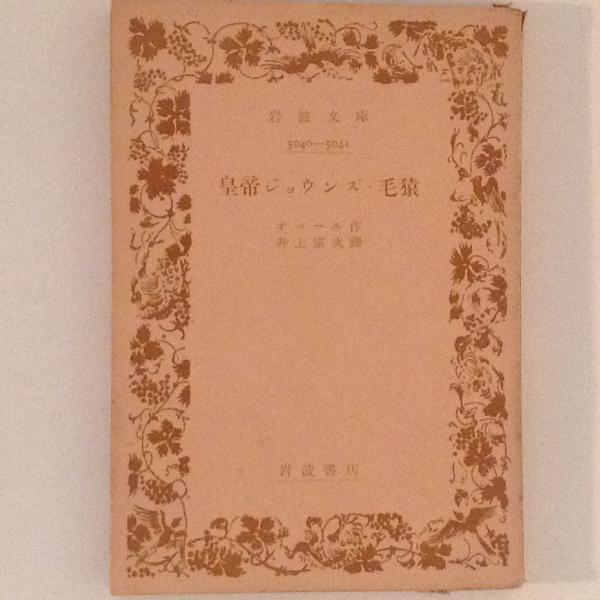 岩波文庫
5040—5041
皇帝ジョウンズ・毛猿
オニール作
井上宗次譯
岩波書店